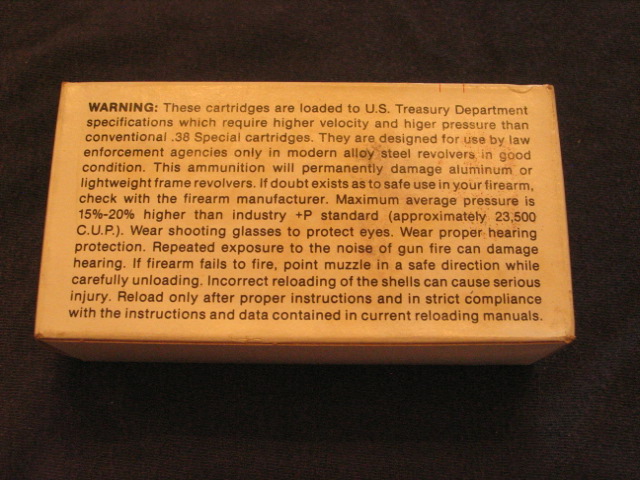 WARNING: These cartridges are loaded to U.S. Treasury Department
specifications which require higher velocity and higer pressure than
conventional .38 Special cartridges. They are designed for use by law
enforcement agencies only in modern alloy steel revolvers in good
condition. This ammunition will permanently damage aluminum or
lightweight frame revolvers. If doubt exists as to safe use in your firearm,
check with the firearm manufacturer. Maximum average pressure is
15%-20% higher than industry +P standard (approximately 23,500
C.U.P.). Wear shooting glasses to protect eyes. Wear proper hearing
protection. Repeated exposure to the noise of gun fire can damage
hearing. If firearm fails to fire, point muzzle in a safe direction while
carefully unloading. Incorrect reloading of the shells can cause serious
injury. Reload only after proper instructions and in strict compliance
with the instructions and data contained in current reloading manuals.